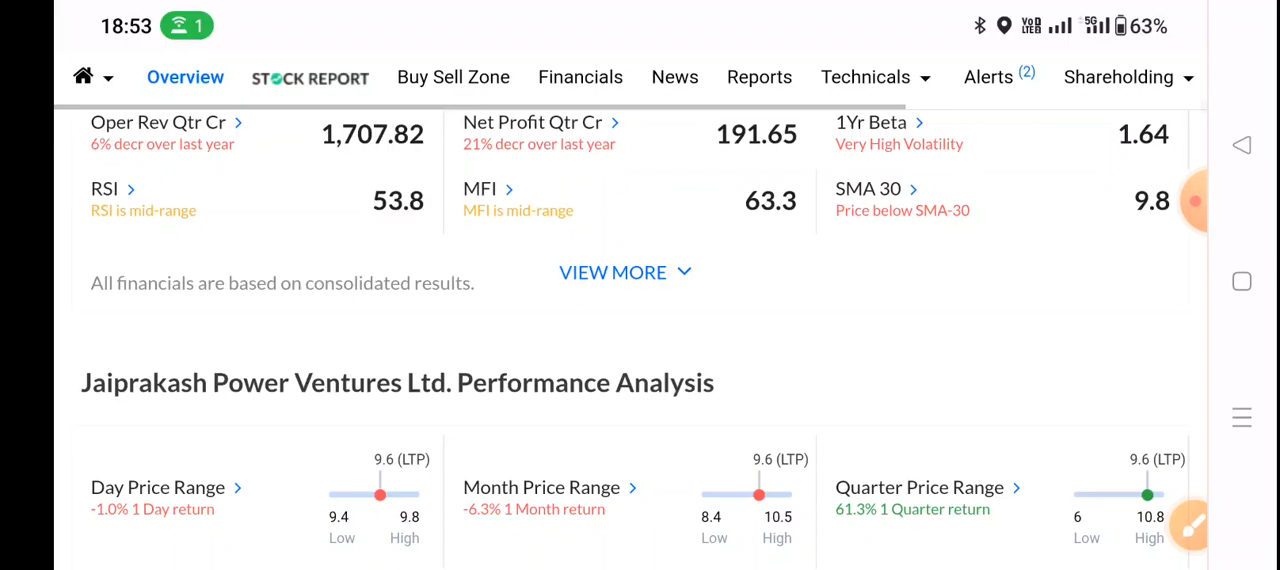 18:53 1 VoD LTE2 5G 63%
Overview STOCK REPORT Buy Sell Zone Financials News Reports Technicals Alerts (2) Shareholding
Oper Rev Qtr Cr 1,707.82 Net Profit Qtr Cr 191.65 1Yr Beta 1.64
6% decr over last year 21% decr over last year Very High Volatility
RSI 53.8 MFI 63.3 SMA 30 9.8
RSI is mid-range MFI is mid-range Price below SMA-30
All financials are based on consolidated results. VIEW MORE
Jaiprakash Power Ventures Ltd. Performance Analysis
9.6 (LTP) 9.6 (LTP) 9.6 (LTP)
Day Price Range Month Price Range Quarter Price Range
-1.0% 1 Day return 9.4 9.8 -6.3% 1 Month return 8.4 10.5 61.3% 1 Quarter return 6 10.8
Low High Low High Low High